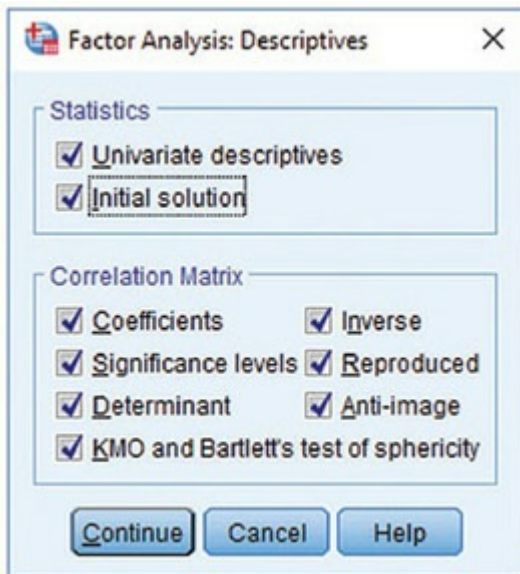 Factor Analysis: Descriptives
Statistics
Univariate descriptives
Initial solution
Correlation Matrix
Coefficients Inverse
Significance levels Reproduced
Determinant Anti-image
KMO and Bartlett's test of sphericity
Continue Cancel Help